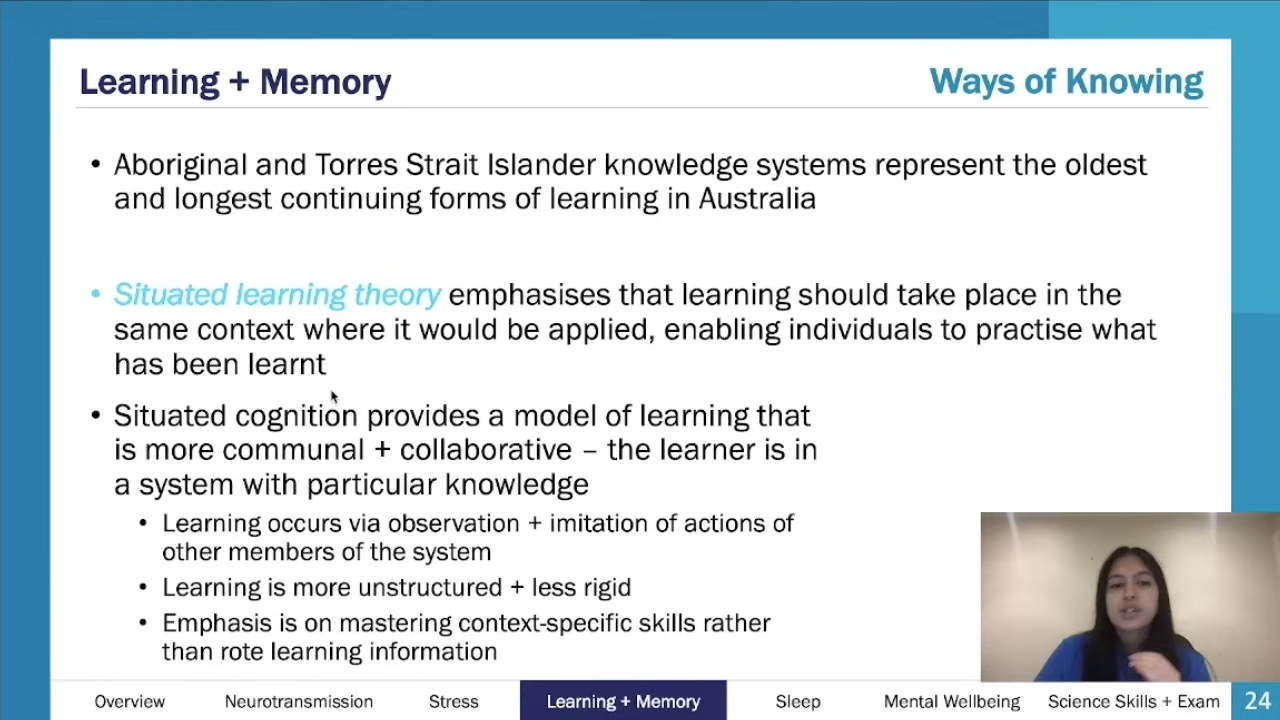 Learning + Memory
Ways of Knowing
• Aboriginal and Torres Strait Islander knowledge systems represent the oldest
and longest continuing forms of learning in Australia
• Situated learning theory emphasises that learning should take place in the
same context where it would be applied, enabling individuals to practise what
has been learnt
• Situated cognition provides a model of learning that
is more communal + collaborative – the learner is in
a system with particular knowledge
• Learning occurs via observation + imitation of actions of
other members of the system
• Learning is more unstructured + less rigid
• Emphasis is on mastering context-specific skills rather
than rote learning information
Overview Neurotransmission Stress Learning + Memory Sleep Mental Wellbeing Science Skills + Exam 24